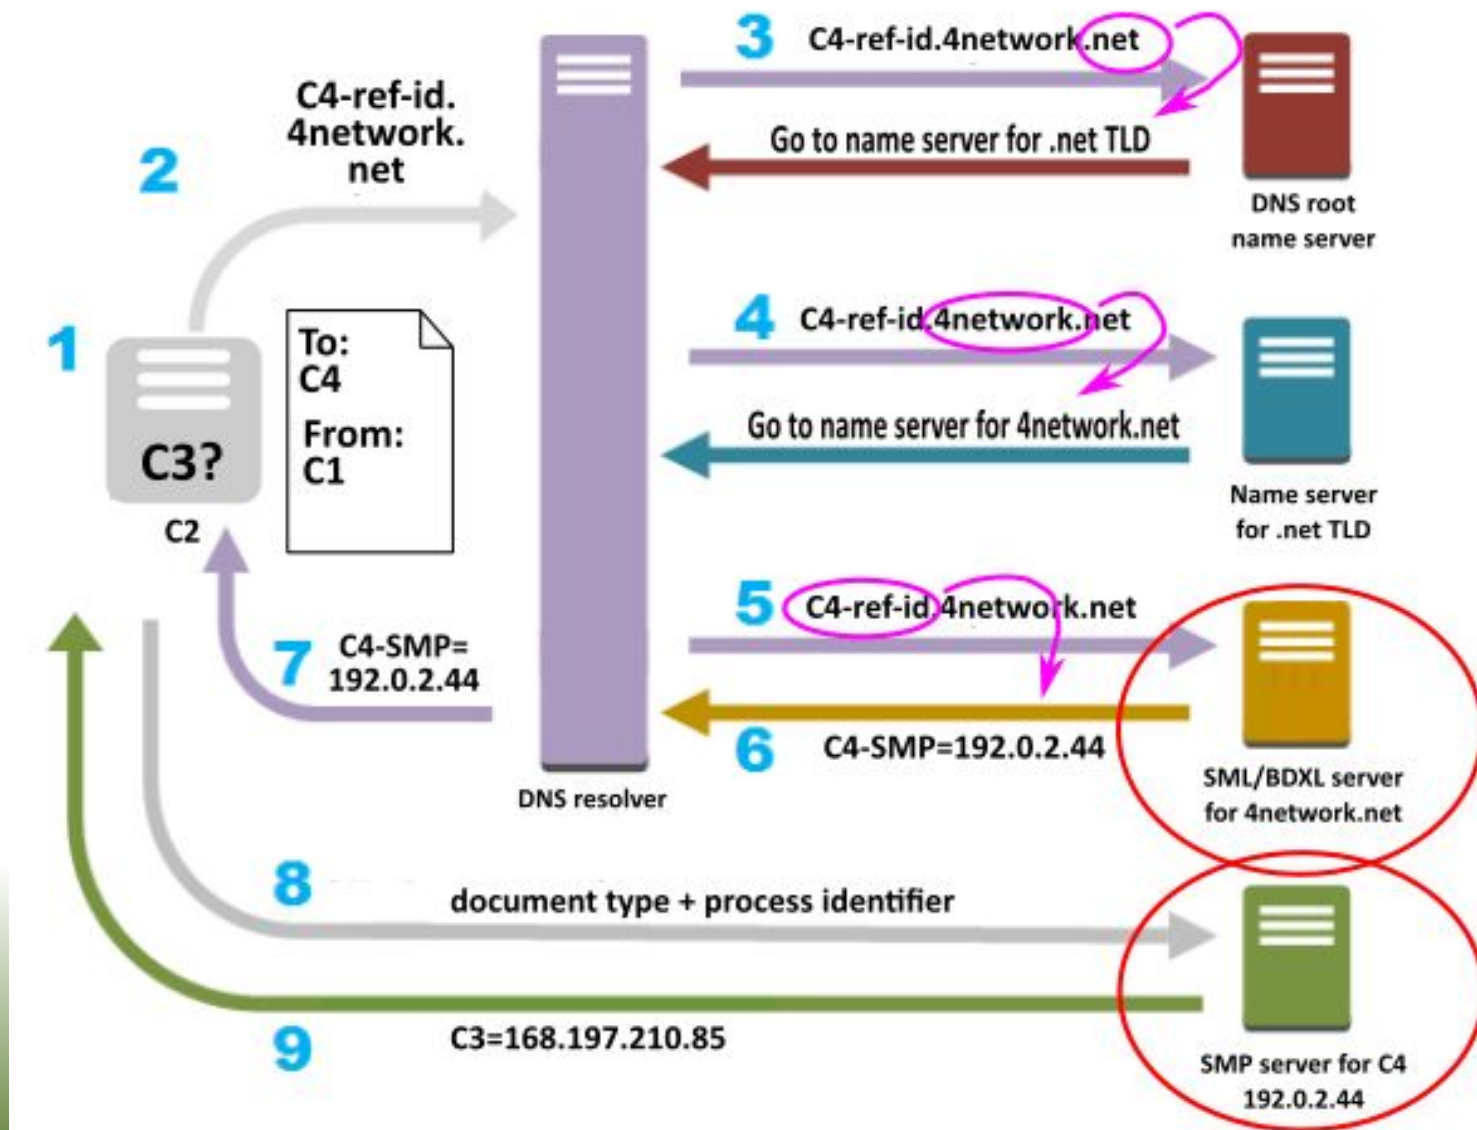 1
C3?
C2
To:
C4
From:
C1
2
C4-ref-id.
4network.
net
DNS resolver
3
C4-ref-id.4network.net
Go to name server for .net TLD
DNS root
name server
4
C4-ref-id.4network.net
Go to name server for 4network.net
Name server
for .net TLD
5
C4-ref-id.4network.net
6
C4-SMP=192.0.2.44
SML/BDXL server
for 4network.net
7
C4-SMP=
192.0.2.44
8
document type + process identifier
9
C3=168.197.210.85
SMP server for C4
192.0.2.44